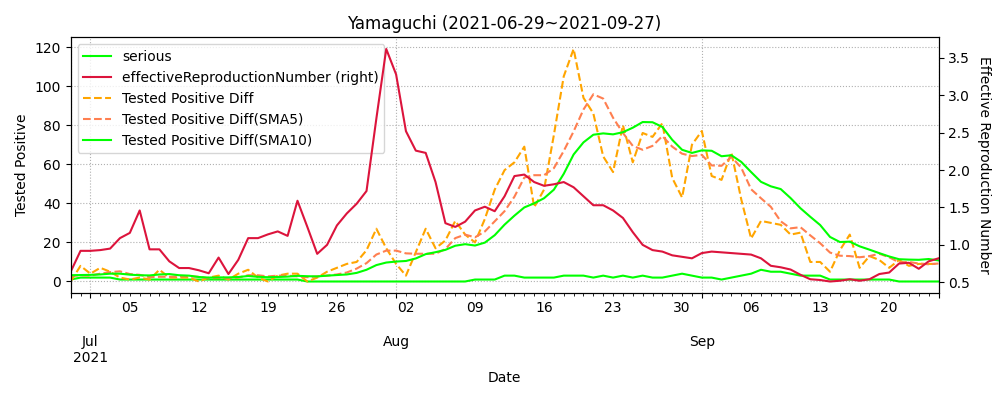 Yamaguchi (2021-06-29~2021-09-27)
serious
effectiveReproductionNumber (right)
Tested Positive Diff
Tested Positive Diff(SMA5)
Tested Positive Diff(SMA10)
Tested Positive
120
100
80
60
40
20
0
3.5
3.0
2.5
2.0
1.5
1.0
0.5
Effective Reproduction Number
05 12 19 26 02 09 16 23 30 06 13 20
Jul Aug Sep
2021
Date